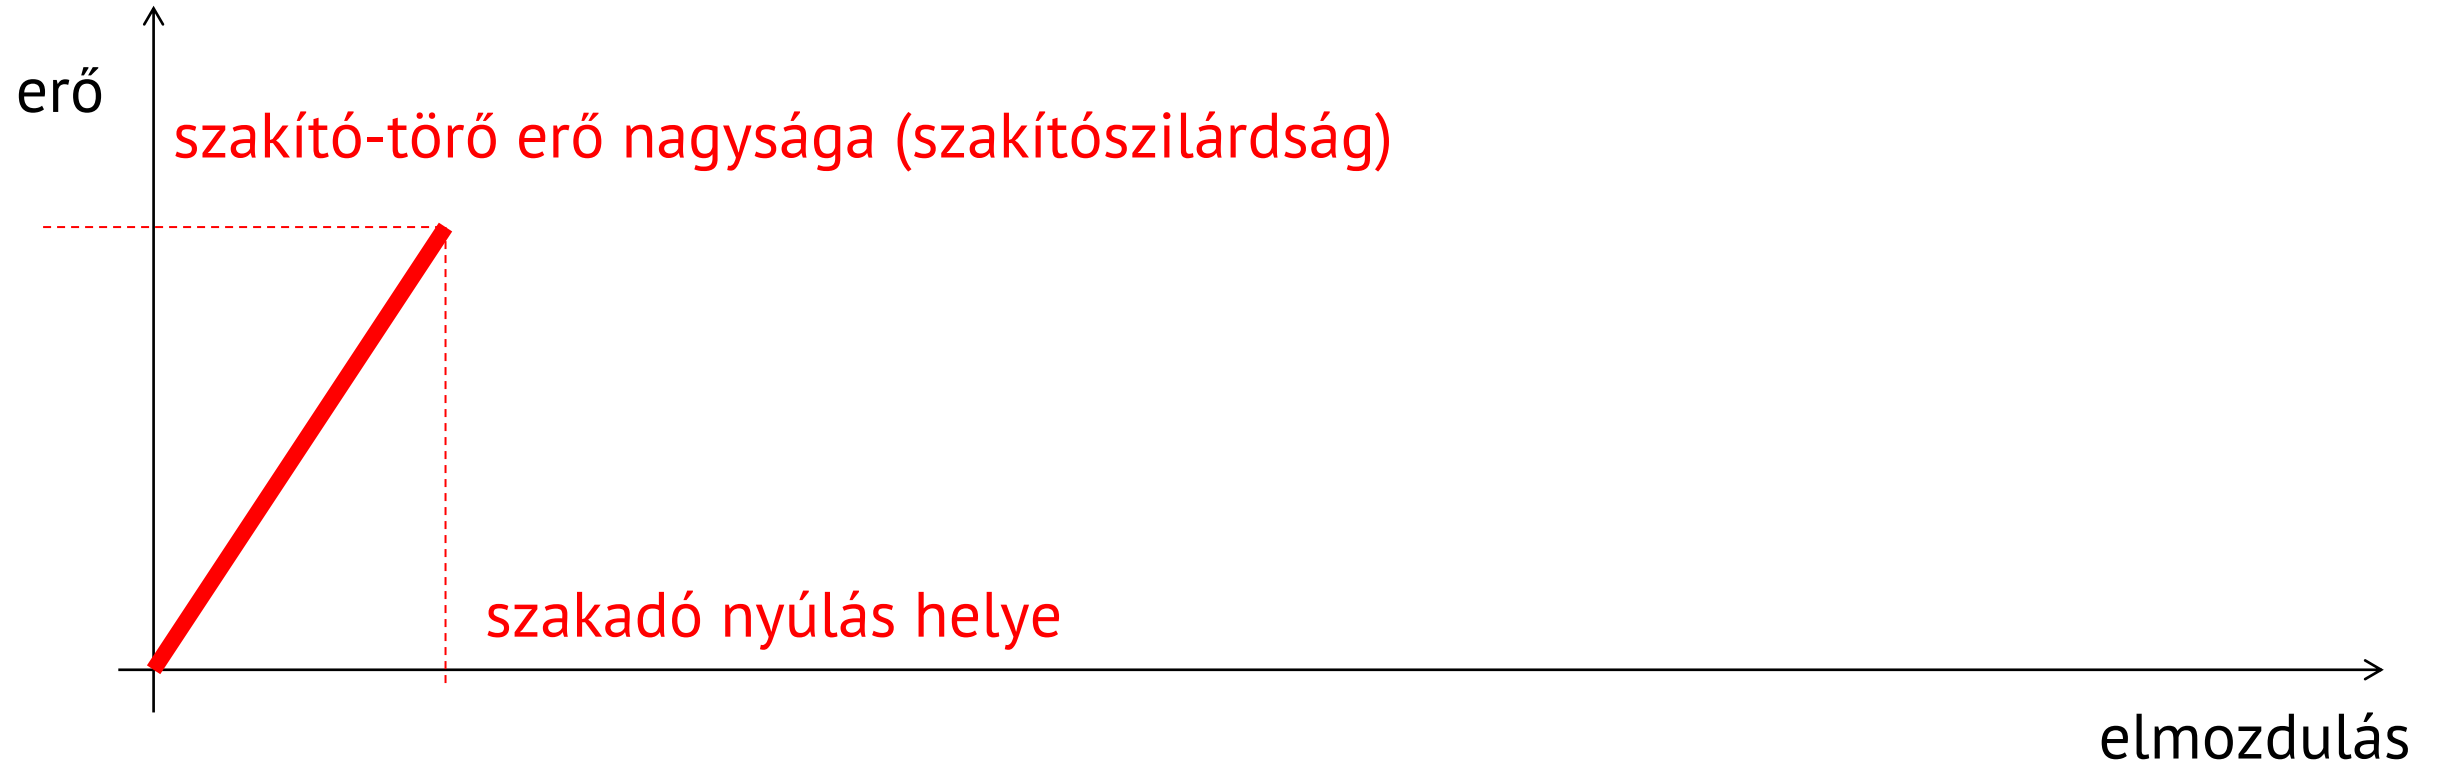 erő
szakító-törő erő nagysága (szakítószilárdság)
szakadó nyúlás helye
elmozdulás